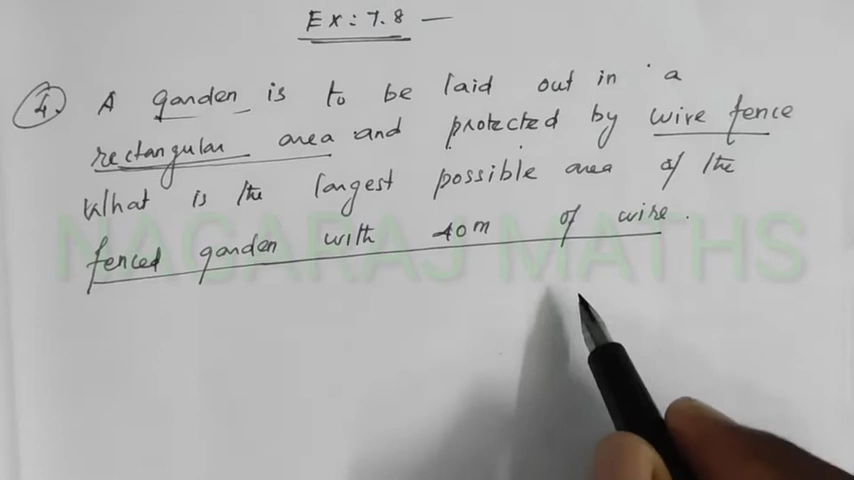 Ex: 7.8 —
4. A garden is to be laid out in a
rectangular area and protected by wire fence
What is the largest possible area of the
fenced garden with 40m of wire.
NAGARAJ MATHS